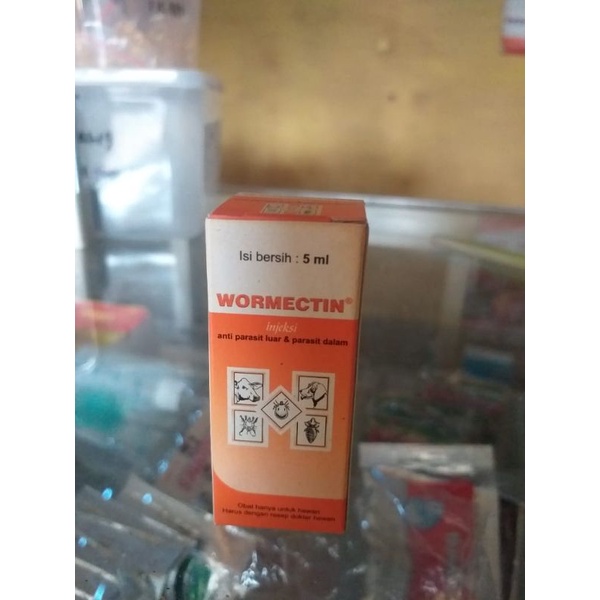 Isi bersih : 5 ml
WORMECTIN®
injeksi
anti parasit luar & parasit dalam
Obat hanya untuk hewan
Harus dengan resep dokter hewan